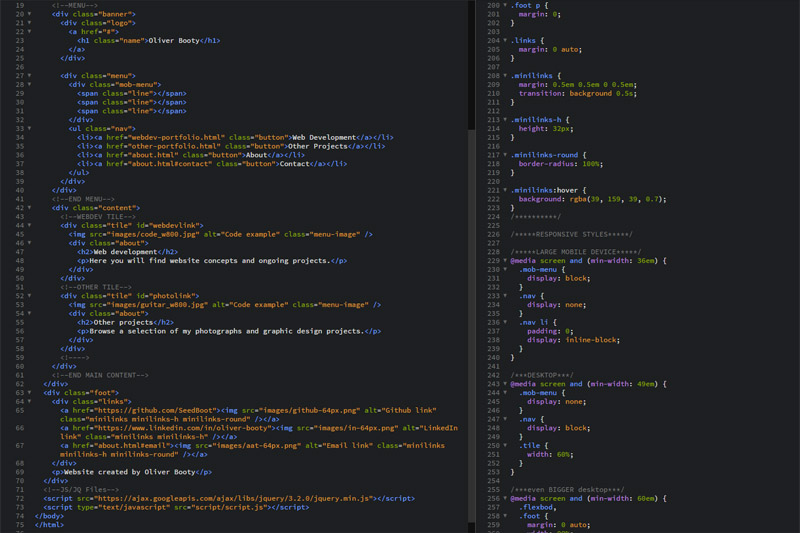 19 <!--MENU-->
20 <div class="banner">
21 <div class="logo">
22 <a href="#">
23 <h1 class="name">Oliver Booty</h1>
24 </a>
25 </div>
26
27 <div class="menu">
28 <div class="mob-menu">
29 <span class="line"></span>
30 <span class="line"></span>
31 <span class="line"></span>
32 </div>
33 <ul class="nav">
34 <li><a href="webdev-portfolio.html" class="button">Web Development</a></li>
35 <li><a href="other-portfolio.html" class="button">Other Projects</a></li>
36 <li><a href="about.html" class="button">About</a></li>
37 <li><a href="about.html#contact" class="button">Contact</a></li>
38 </ul>
39 </div>
40 </div>
41 <!--END MENU-->
42 <div class="content">
43 <!--WEBDEV TILE-->
44 <div class="tile" id="webdevlink">
45 <img src="images/code_w800.jpg" alt="Code example" class="menu-image" />
46 <div class="about">
47 <h2>Web development</h2>
48 <p>Here you will find website concepts and ongoing projects.</p>
49 </div>
50 </div>
51 <!--OTHER TILE-->
52 <div class="tile" id="photolink">
53 <img src="images/guitar_w800.jpg" alt="Code example" class="menu-image" />
54 <div class="about">
55 <h2>Other projects</h2>
56 <p>Browse a selection of my photographs and graphic design projects.</p>
57 </div>
58 </div>
59 <!---->
60 </div>
61 <!--END MAIN CONTENT-->
62 </div>
63 <div class="foot">
64 <div class="links">
65 <a href="https://github.com/SeedBoot"><img src="images/github-64px.png" alt="Github link"
class="minilinks minilinks-h minilinks-round" /></a>
66 <a href="https://www.linkedin.com/in/oliver-booty"><img src="images/in-64px.png" alt="LinkedIn
link" class="minilinks minilinks-h" /></a>
67 <a href="about.html#email"><img src="images/aat-64px.png" alt="Email link" class="minilinks
minilinks-h minilinks-round" /></a>
68 </div>
69 <p>Website created by Oliver Booty</p>
70 </div>
71 <!--JS/JQ Files-->
72 <script src="https://ajax.googleapis.com/ajax/libs/jquery/3.2.0/jquery.min.js"></script>
73 <script type="text/javascript" src="script/script.js"></script>
74 </body>
75 </html>
200 .foot p {
201 margin: 0;
202 }
203
204 .links {
205 margin: 0 auto;
206 }
207
208 .minilinks {
209 margin: 0.5em 0.5em 0 0.5em;
210 transition: background 0.5s;
211 }
212
213 .minilinks-h {
214 height: 32px;
215 }
216
217 .minilinks-round {
218 border-radius: 100%;
219 }
220
221 .minilinks:hover {
222 background: rgba(39, 159, 39, 0.7);
223 }
224 /**********/
225
226 /*****RESPONSIVE STYLES*****/
227
228 /*****LARGE MOBILE DEVICE*****/
229 @media screen and (min-width: 36em) {
230 .mob-menu {
231 display: block;
232 }
233 .nav {
234 display: none;
235 }
236 .nav li {
237 padding: 0;
238 display: inline-block;
239 }
240 }
241
242 /***DESKTOP***/
243 @media screen and (min-width: 49em) {
244 .mob-menu {
245 display: none;
246 }
247 .nav {
248 display: block;
249 }
250 .tile {
251 width: 60%;
252 }
253 }
254
255 /***even BIGGER desktop***/
256 @media screen and (min-width: 60em) {
257 .flexbod,
258 .foot {
259 margin: 0 auto;